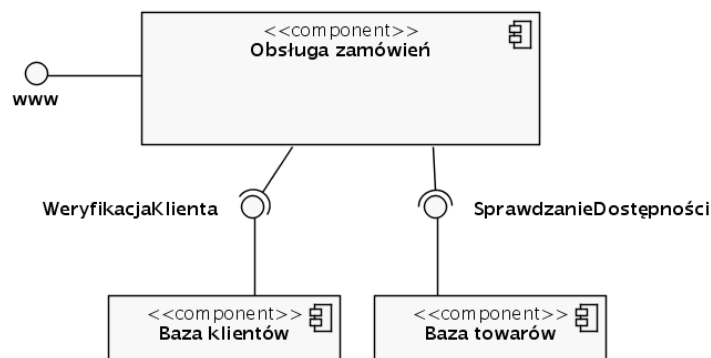 <<component>>
Obsługa zamówień
www
WeryfikacjaKlienta
SprawdzanieDostępności
<<component>>
Baza klientów
<<component>>
Baza towarów